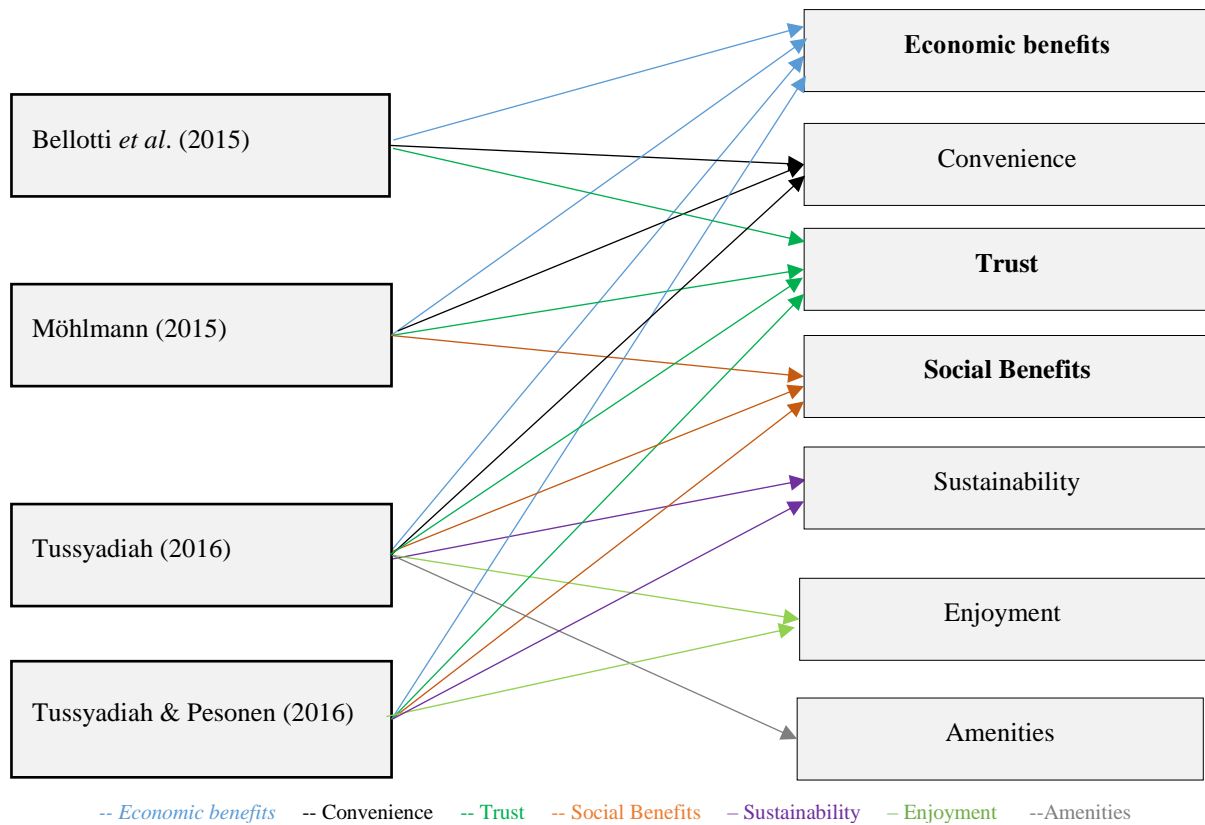 Bellotti et al. (2015)
Möhlmann (2015)
Tussyadiah (2016)
Tussyadiah & Pesonen (2016)
Economic benefits
Convenience
Trust
Social Benefits
Sustainability
Enjoyment
Amenities
-- Economic benefits -- Convenience -- Trust -- Social Benefits – Sustainability – Enjoyment --Amenities